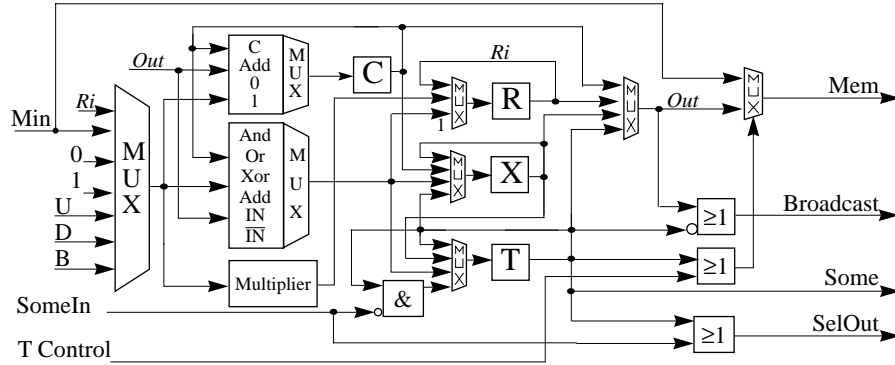 Ri
Min
0
1
U
D
B
SomeIn
T Control
MUX
Out
C
Add
0
1
MUX
C
And
Or
Xor
Add
IN
IN
MUX
Multiplier
Ri
1
MUX
R
MUX
X
MUX
T
&
MUX
Out
MUX
≥1
≥1
≥1
Mem
Broadcast
Some
SelOut